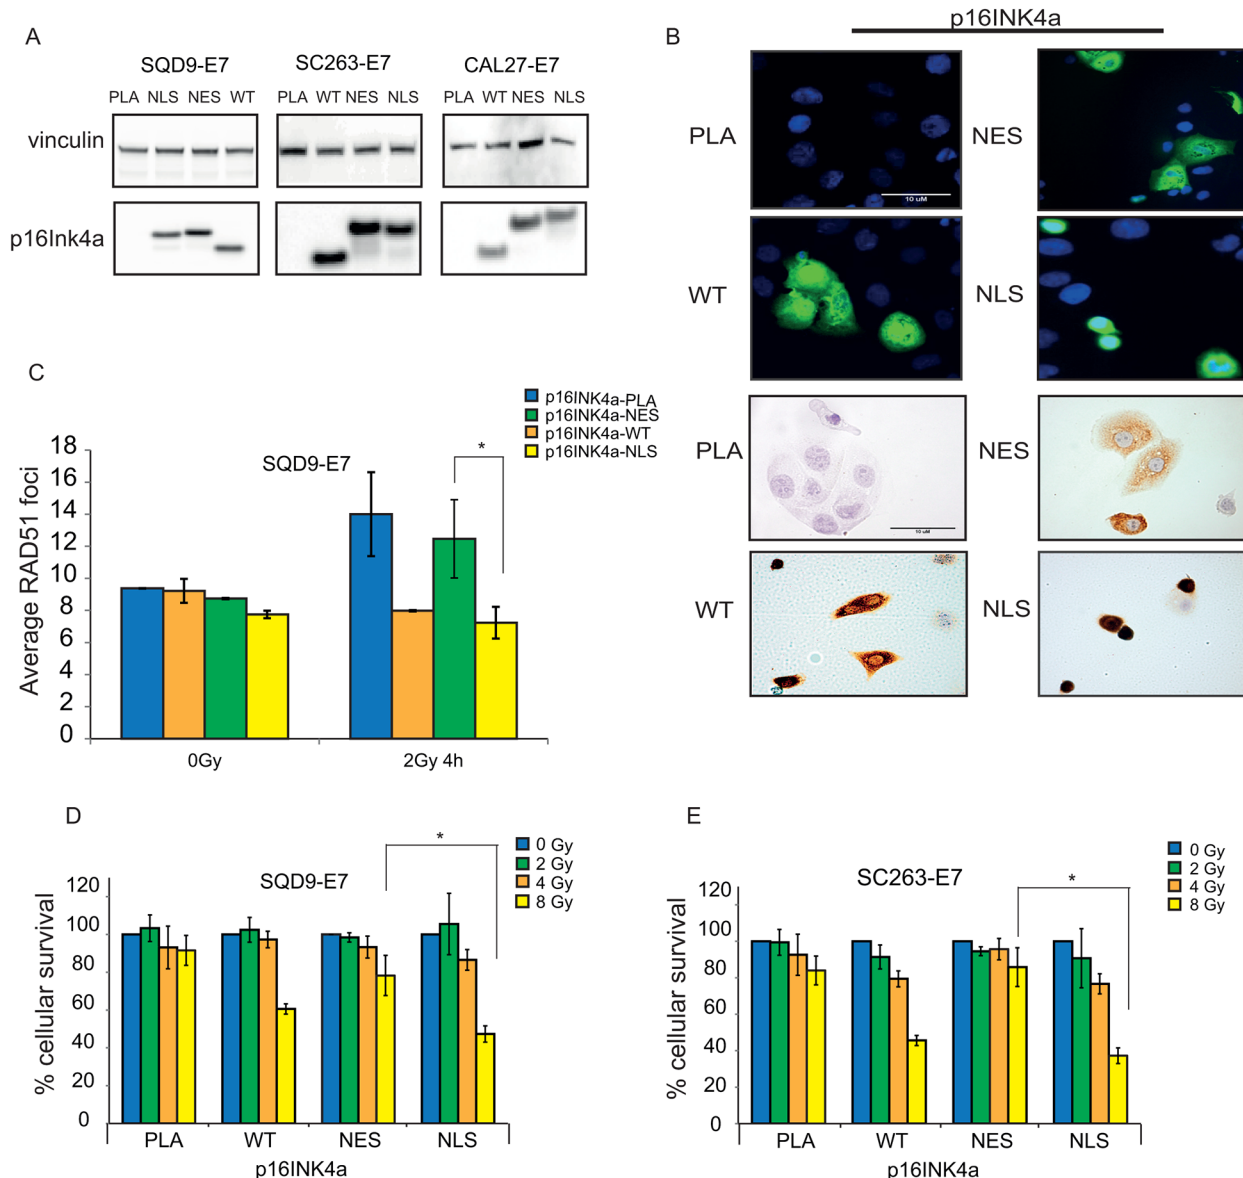 A
SQD9-E7 SC263-E7 CAL27-E7
PLA NLS NES WT PLA WT NES NLS PLA WT NES NLS
vinculin
p16Ink4a
B
p16INK4a
PLA NES
10 uM
WT NLS
PLA NES
10 uM
WT NLS
C
p16INK4a-PLA
p16INK4a-NES
p16INK4a-WT
p16INK4a-NLS
SQD9-E7
*
Average RAD51 foci
18
16
14
12
10
8
6
4
2
0
0Gy 2Gy 4h
D
0 Gy
2 Gy
4 Gy
8 Gy
*
SQD9-E7
% cellular survival
120
100
80
60
40
20
0
PLA WT NES NLS
p16INK4a
E
0 Gy
2 Gy
4 Gy
8 Gy
*
SC263-E7
% cellular survival
120
100
80
60
40
20
0
PLA WT NES NLS
p16INK4a